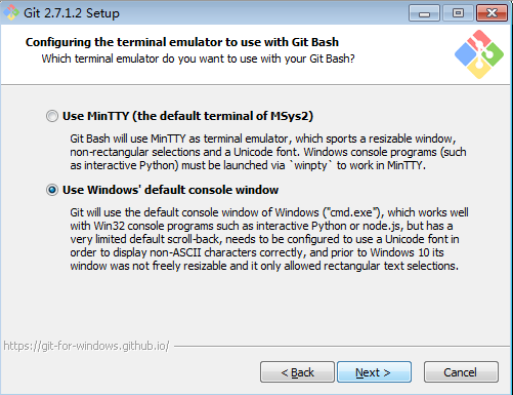 Git 2.7.1.2 Setup
Configuring the terminal emulator to use with Git Bash
Which terminal emulator do you want to use with your Git Bash?
Use MinTTY (the default terminal of MSys2)
Git Bash will use MinTTY as terminal emulator, which sports a resizable window,
non-rectangular selections and a Unicode font. Windows console programs (such
as interactive Python) must be launched via `winpty` to work in MinTTY.
Use Windows' default console window
Git will use the default console window of Windows ("cmd.exe"), which works well
with Win32 console programs such as interactive Python or node.js, but has a
very limited default scroll-back, needs to be configured to use a Unicode font in
order to display non-ASCII characters correctly, and prior to Windows 10 its
window was not freely resizable and it only allowed rectangular text selections.
https://git-for-windows.github.io/
< Back
Next >
Cancel